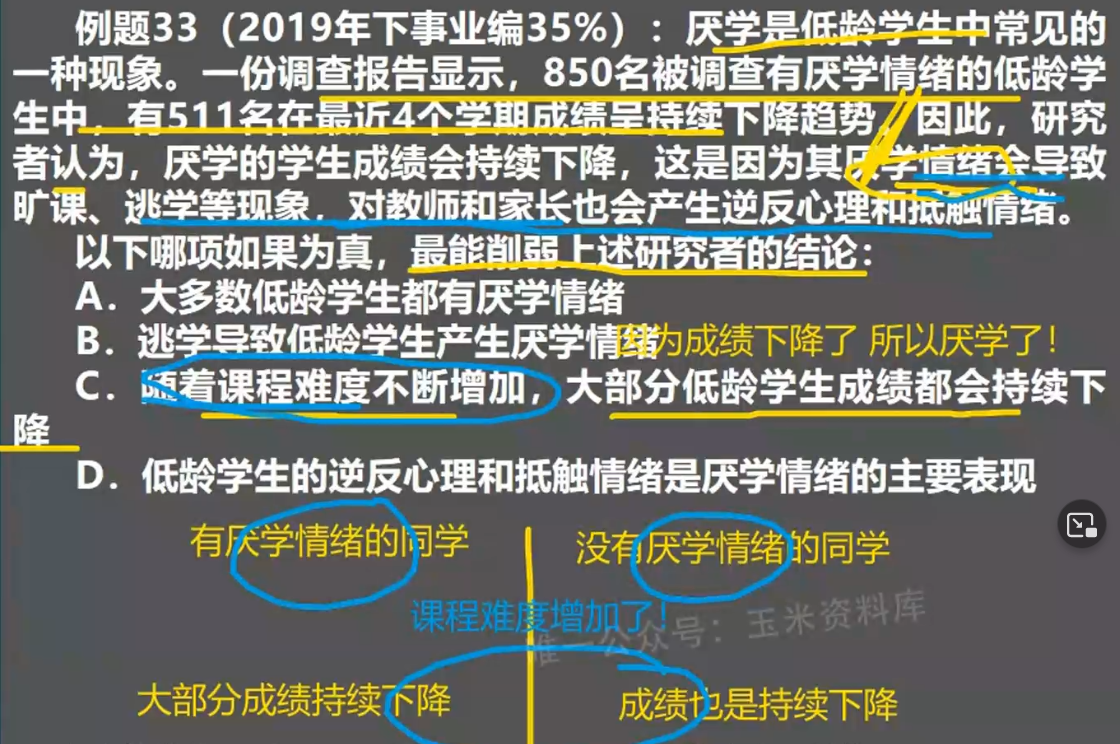 例题33（2019年下事业编35%）：厌学是低龄学生中常见的
一种现象。一份调查报告显示，850名被调查有厌学情绪的低龄学
生中，有511名在最近4个学期成绩呈持续下降趋势，因此，研究
者认为，厌学的学生成绩会持续下降，这是因为其厌学情绪会导致
旷课、逃学等现象，对教师和家长也会产生逆反心理和抵触情绪。
以下哪项如果为真，最能削弱上述研究者的结论：
A．大多数低龄学生都有厌学情绪
B．逃学导致低龄学生产生厌学情绪
因为成绩下降了 所以厌学了！
C．随着课程难度不断增加，大部分低龄学生成绩都会持续下
降
D．低龄学生的逆反心理和抵触情绪是厌学情绪的主要表现
有厌学情绪的同学
没有厌学情绪的同学
课程难度增加了！
唯一公众号：玉米资料库
大部分成绩持续下降
成绩也是持续下降